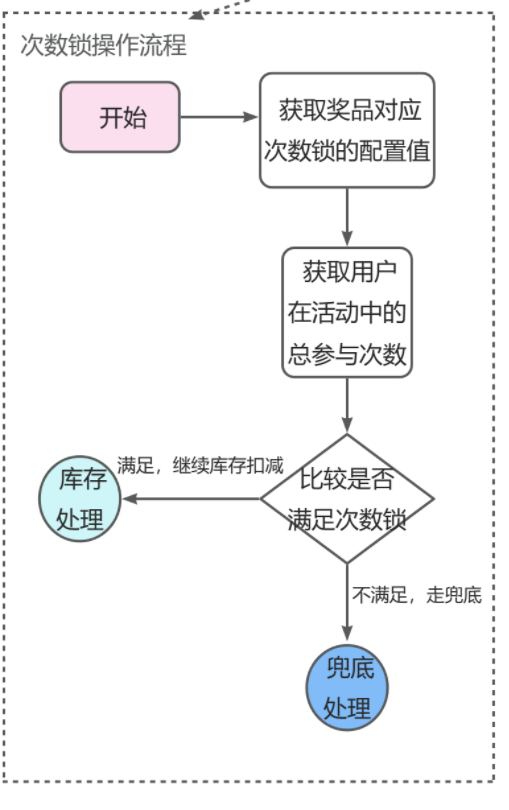 次数锁操作流程
开始
获取奖品对应
次数锁的配置值
获取用户
在活动中的
总参与次数
比较是否
满足次数锁
满足，继续库存扣减
库存
处理
不满足，走兜底
兜底
处理